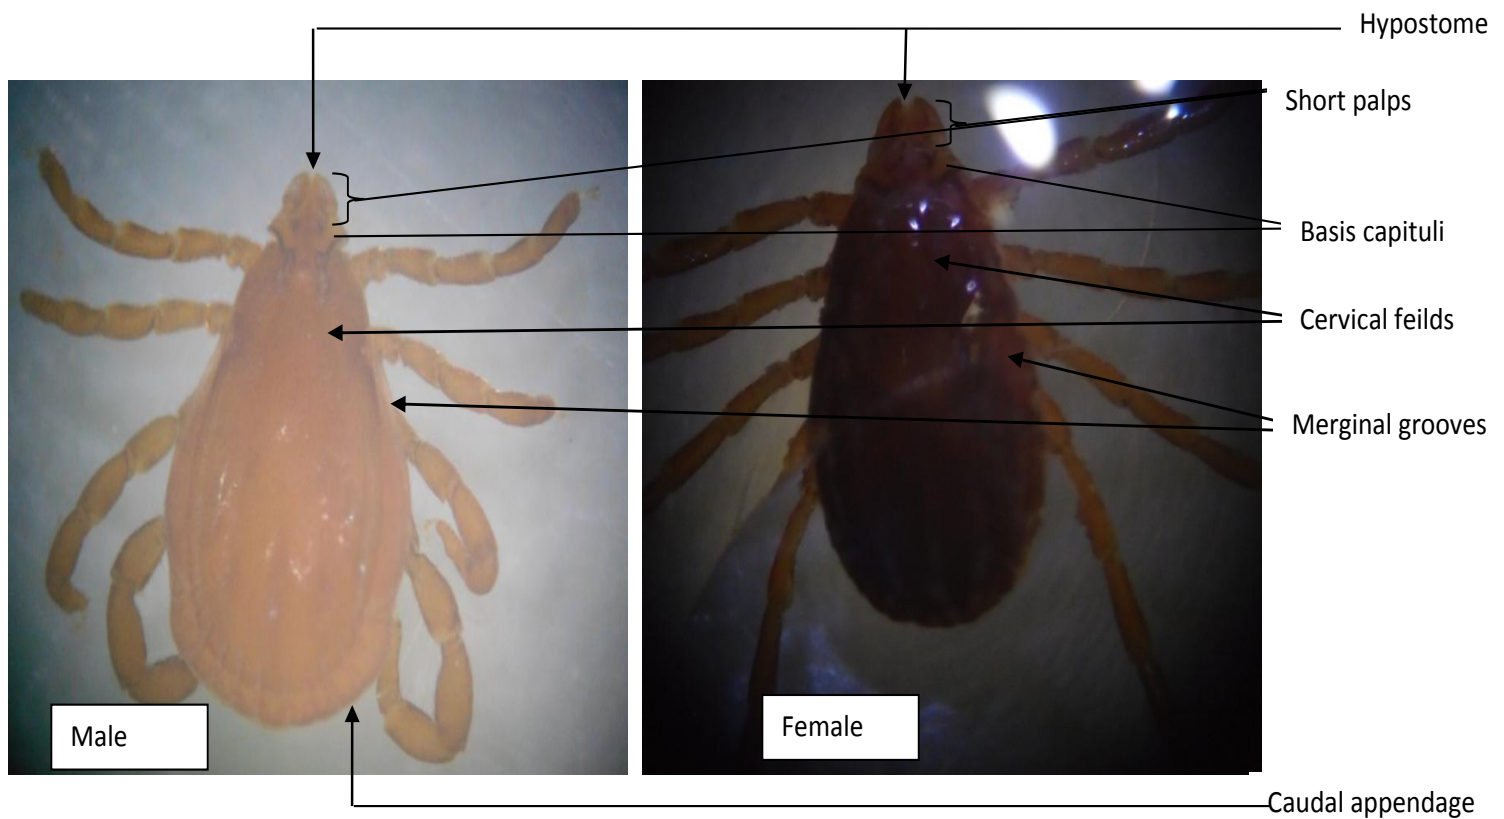 Hypostome
Short palps
Basis capituli
Cervical feilds
Merginal grooves
Male
Female
Caudal appendage